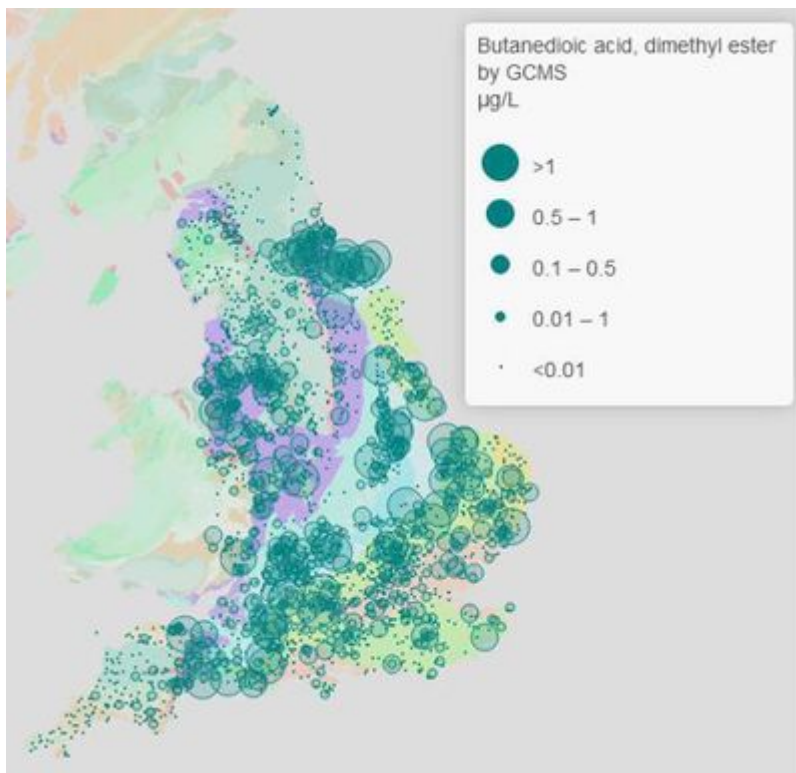 Butanedioic acid, dimethyl ester
by GCMS
µg/L
>1
0.5 – 1
0.1 – 0.5
0.01 – 1
<0.01